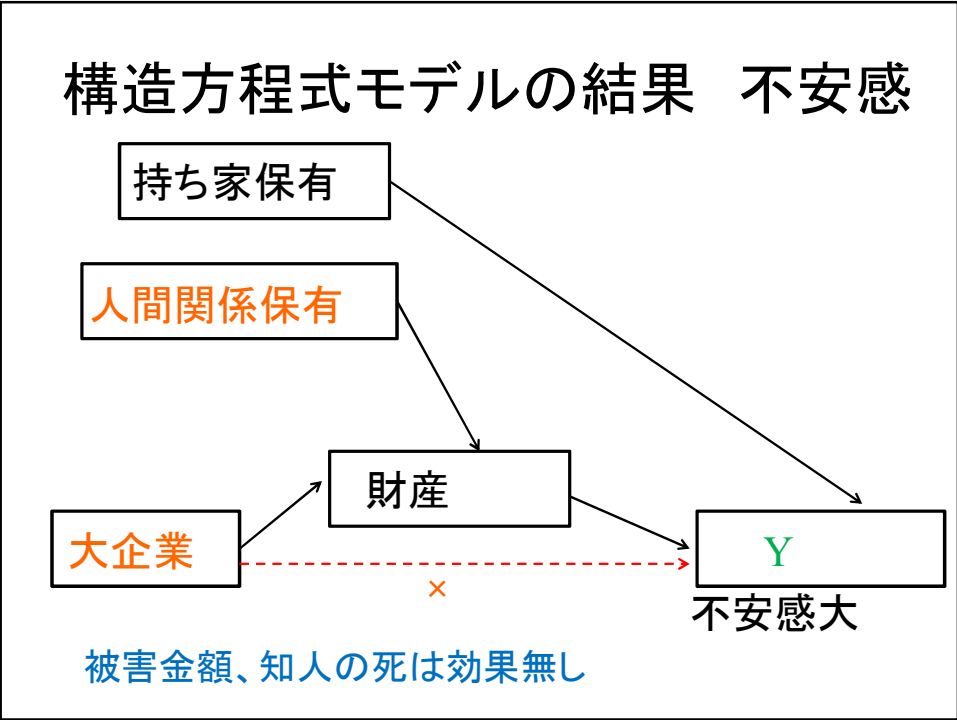 構造方程式モデルの結果　不安感
持ち家保有
人間関係保有
財産
大企業
Y
×
不安感大
被害金額、知人の死は効果無し